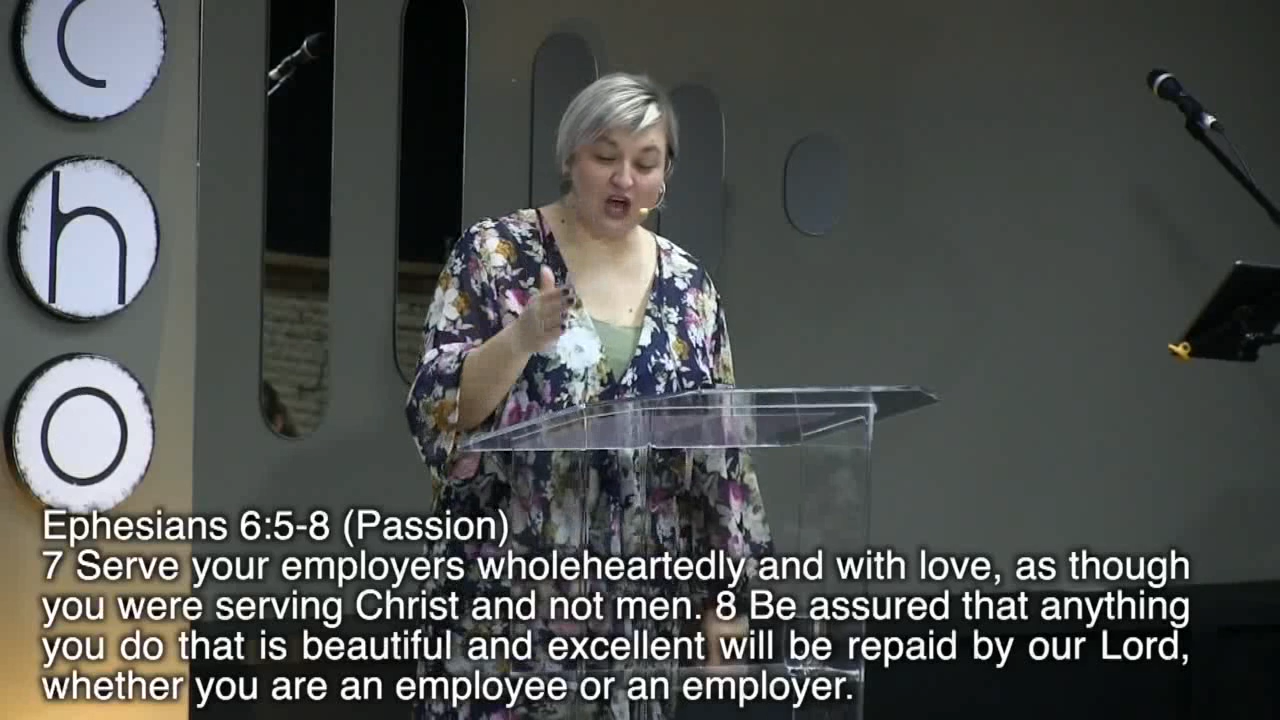 c
h
o
Ephesians 6:5-8 (Passion)
7 Serve your employers wholeheartedly and with love, as though
you were serving Christ and not men. 8 Be assured that anything
you do that is beautiful and excellent will be repaid by our Lord,
whether you are an employee or an employer.